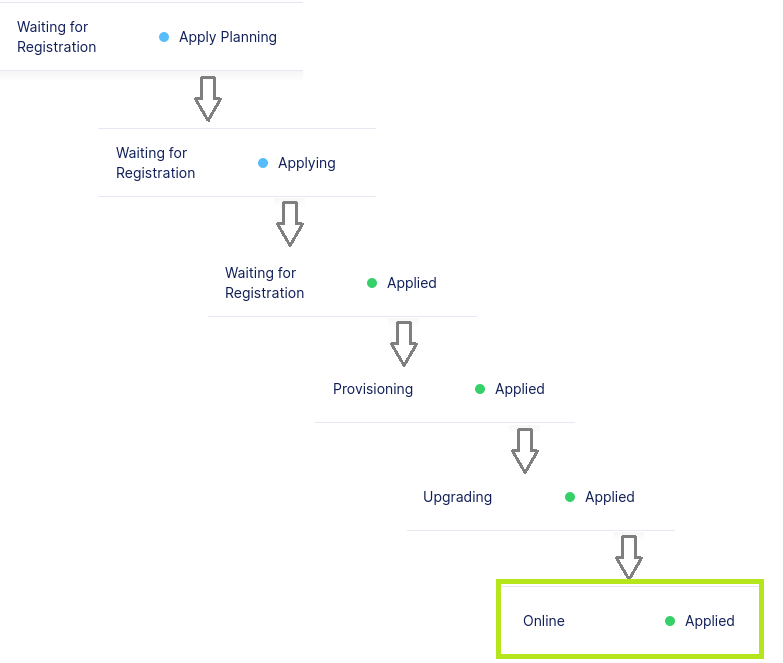 Waiting for
Registration
Apply Planning
Waiting for
Registration
Applying
Waiting for
Registration
Applied
Provisioning
Applied
Upgrading
Applied
Online
Applied